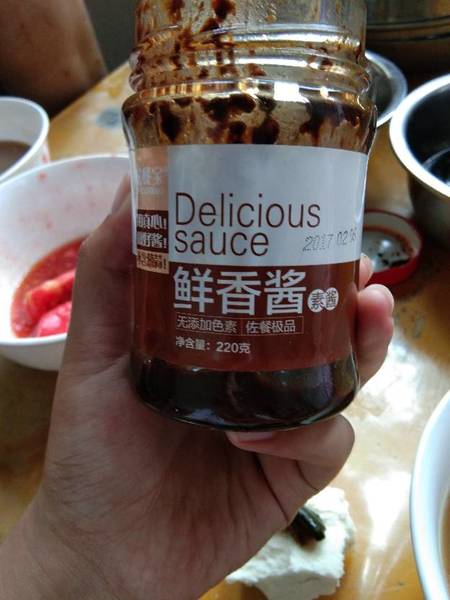 Delicious
sauce
2017 02
鲜香酱
素酱
无添加色素 佐餐极品
净含量：220克